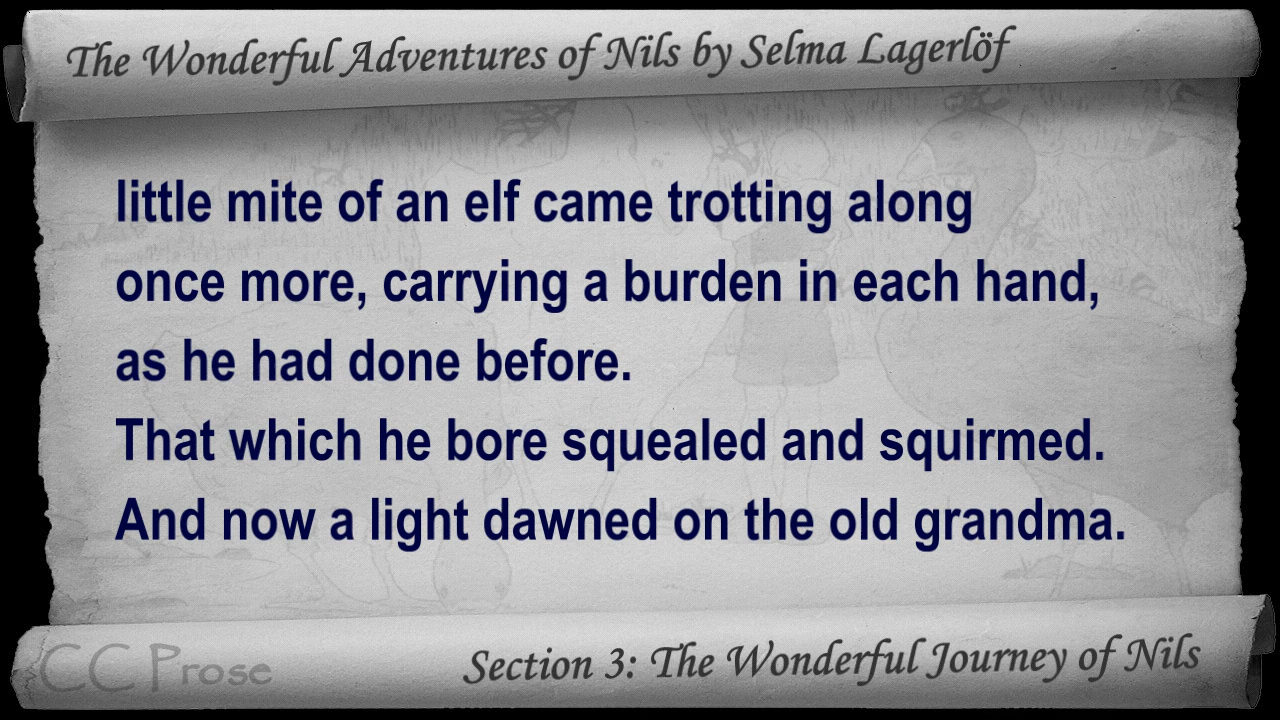 The Wonderful Adventures of Nils by Selma Lagerlöf
little mite of an elf came trotting along
once more, carrying a burden in each hand,
as he had done before.
That which he bore squealed and squirmed.
And now a light dawned on the old grandma.
CC Prose
Section 3: The Wonderful Journey of Nils